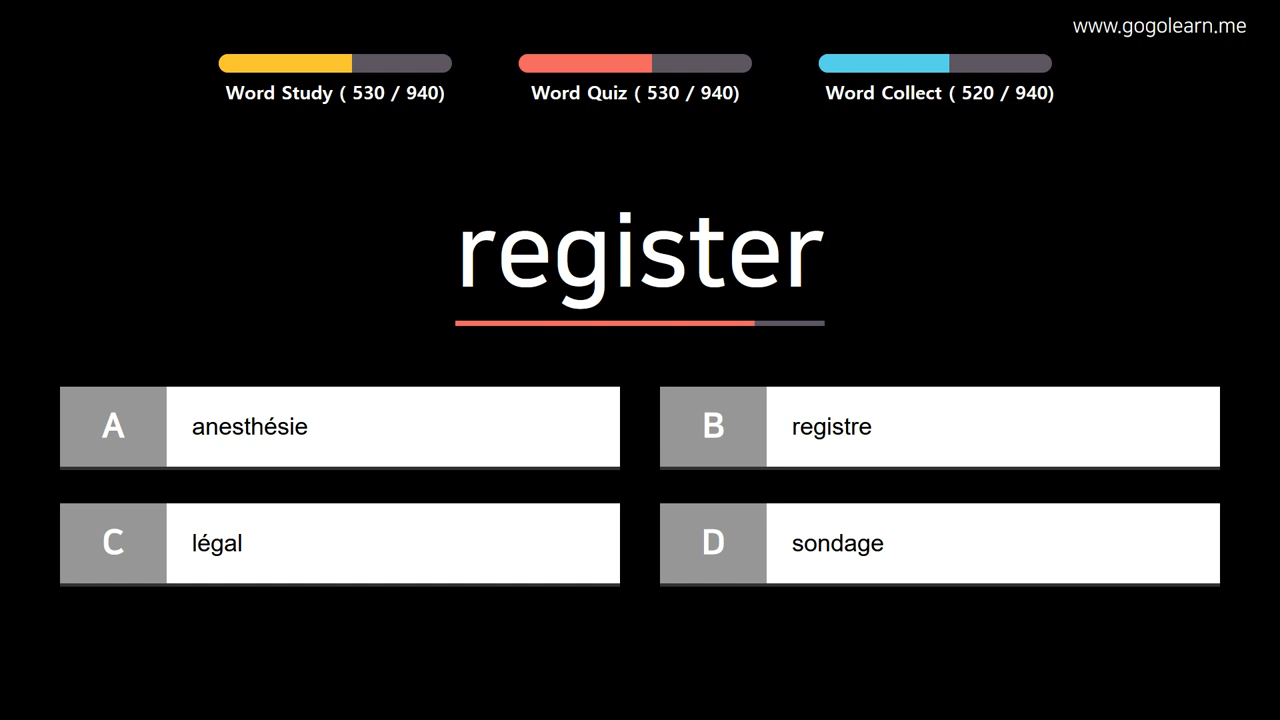 www.gogolearn.me
Word Study ( 530 / 940)
Word Quiz ( 530 / 940)
Word Collect ( 520 / 940)
register
A anesthésie
B registre
C légal
D sondage